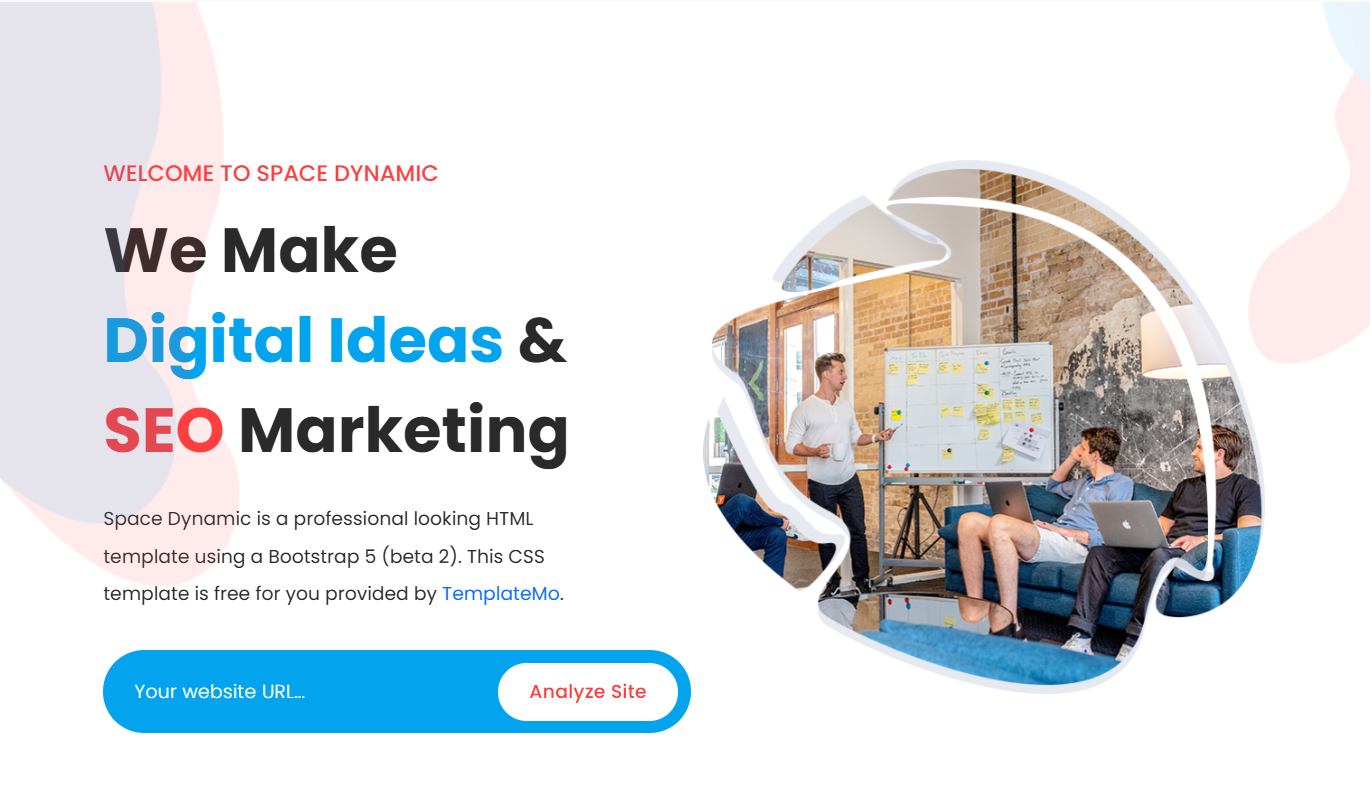 WELCOME TO SPACE DYNAMIC
We Make
Digital Ideas &
SEO Marketing
Space Dynamic is a professional looking HTML
template using a Bootstrap 5 (beta 2). This CSS
template is free for you provided by TemplateMo.
Your website URL...
Analyze Site